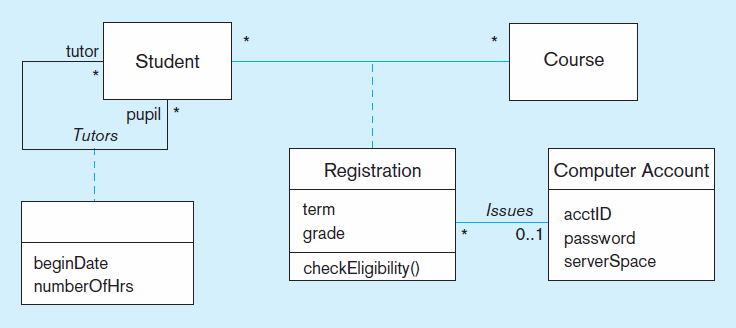 tutor
*
Student
*
*
Course
pupil
*
Tutors
Registration
term
grade
checkEligibility()
Issues
*
0..1
Computer Account
acctID
password
serverSpace
beginDate
numberOfHrs